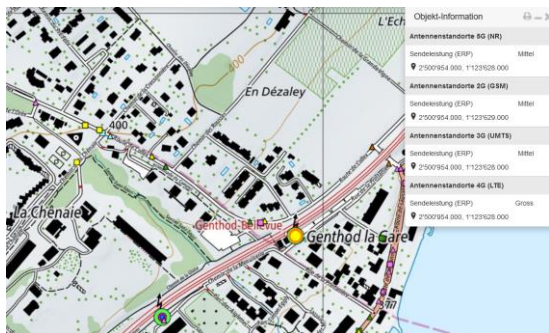 L'Ech
400
En Dézaley
400
La Chênaie
Genthod-Bellevue
Genthod la Gare
377
Objekt-Information
Antennenstandorte 5G (NR)
Sendeleistung (ERP) Mittel
2'500'954.000, 1'123'628.000
Antennenstandorte 2G (GSM)
Sendeleistung (ERP) Mittel
2'500'954.000, 1'123'629.000
Antennenstandorte 3G (UMTS)
Sendeleistung (ERP) Mittel
2'500'954.000, 1'123'628.000
Antennenstandorte 4G (LTE)
Sendeleistung (ERP) Gross
2'500'954.000, 1'123'628.000